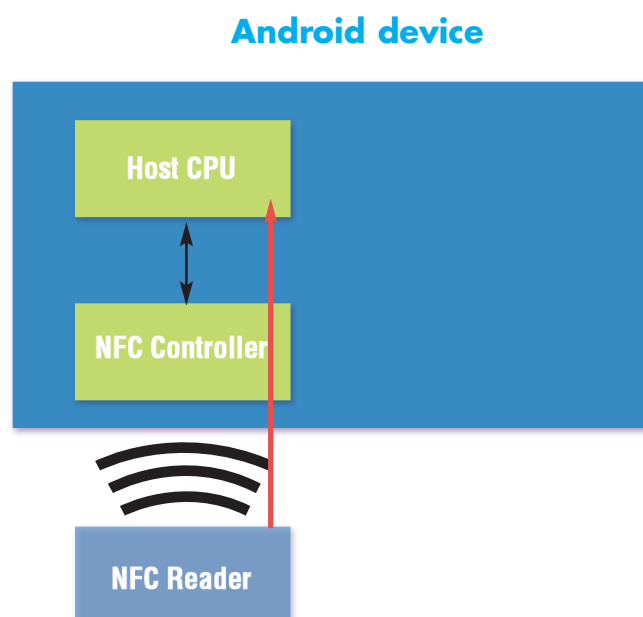 Android device
Host CPU
NFC Controller
NFC Reader